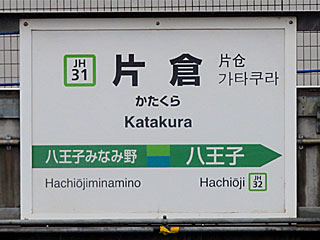 JH
31
片倉
片仓
가타쿠라
かたくら
Katakura
八王子みなみ野 八王子
Hachiōjiminamino Hachiōji JH 32